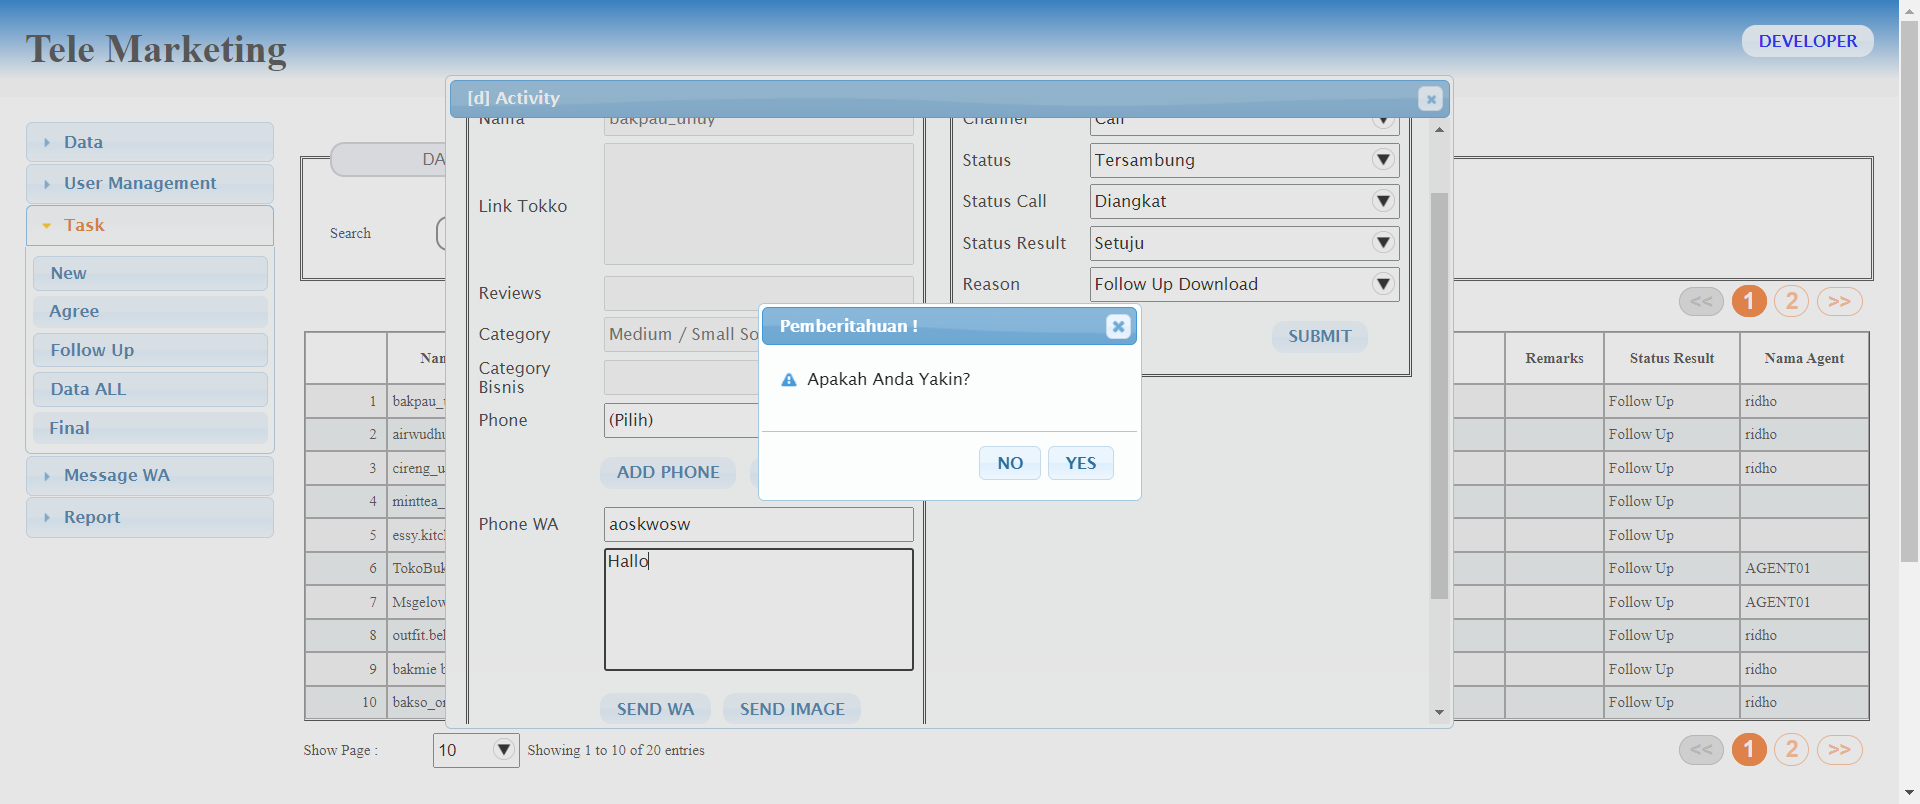 Tele Marketing
DEVELOPER
[d] Activity
Data
User Management
Task
New
Agree
Follow Up
Data ALL
Final
Message WA
Report
Search
Nama
bakpau_unuy
Link Tokko
Reviews
Category
Medium / Small So
Category
Bisnis
Phone
(Pilih)
ADD PHONE
Phone WA
aoskwosw
Hallo
SEND WA
SEND IMAGE
Channel
Call
Status
Tersambung
Status Call
Diangkat
Status Result
Setuju
Reason
Follow Up Download
SUBMIT
Pemberitahuan !
Apakah Anda Yakin?
NO
YES
<< 1 2 >>
Remarks Status Result Nama Agent
1 bakpau_ Follow Up ridho
2 airwudhu Follow Up ridho
3 cireng_u Follow Up ridho
4 minttea_ Follow Up
5 essy.kitc Follow Up
6 TokoBuk Follow Up AGENT01
7 Msgelow Follow Up AGENT01
8 outfit.be Follow Up ridho
9 bakmie Follow Up ridho
10 bakso_o Follow Up ridho
Show Page :
10
Showing 1 to 10 of 20 entries
<< 1 2 >>